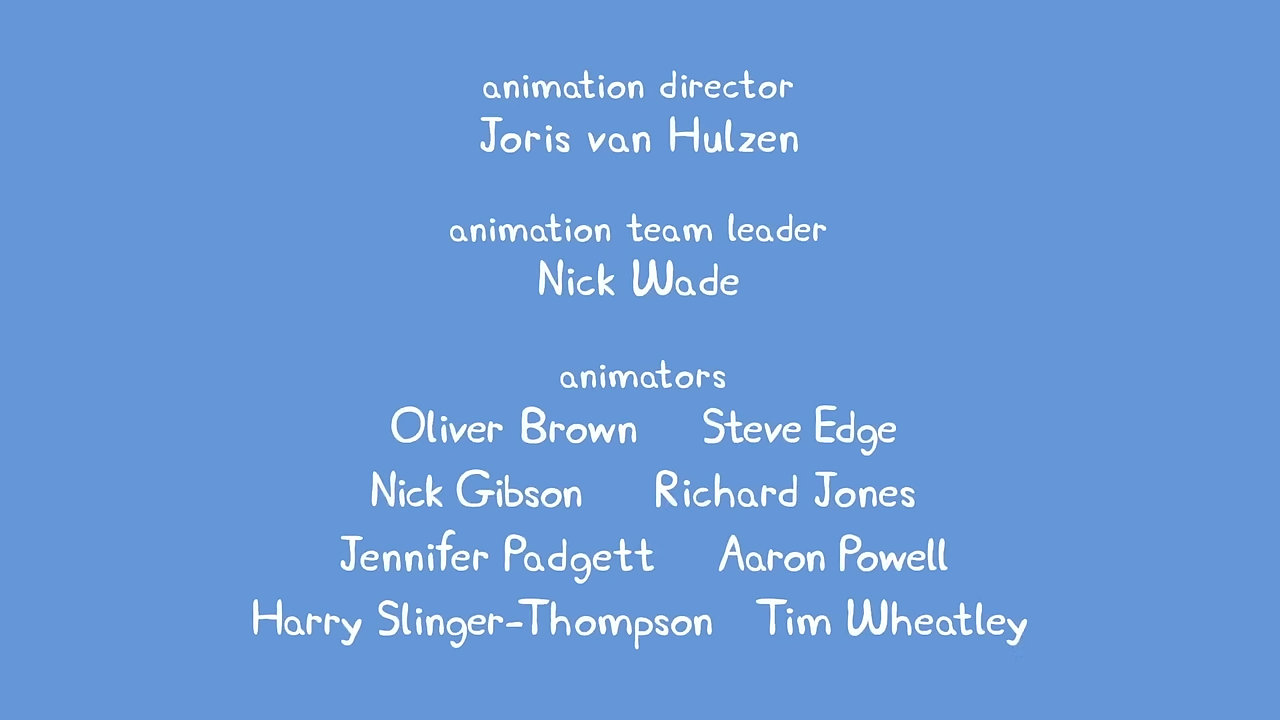 animation director
Joris van Hulzen
animation team leader
Nick Wade
animators
Oliver Brown Steve Edge
Nick Gibson Richard Jones
Jennifer Padgett Aaron Powell
Harry Slinger-Thompson Tim Wheatley